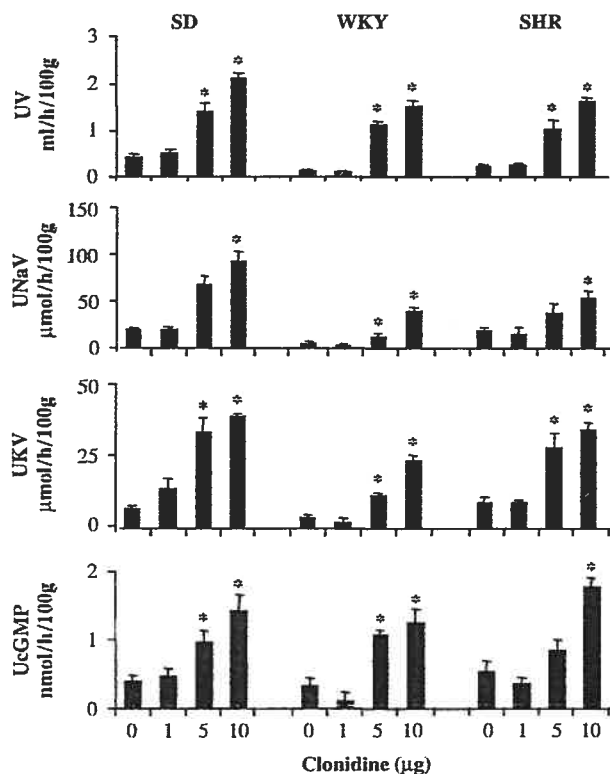 SD WKY SHR
UV
ml/h/100g
3
2
1
0
* * * * * *
UNaV
µmol/h/100g
150
100
50
0
* * * *
UKV
µmol/h/100g
50
25
0
* * * * * *
UcGMP
nmol/h/100g
2
1
0
* * * * *
0 1 5 10 0 1 5 10 0 1 5 10
Clonidine (µg)